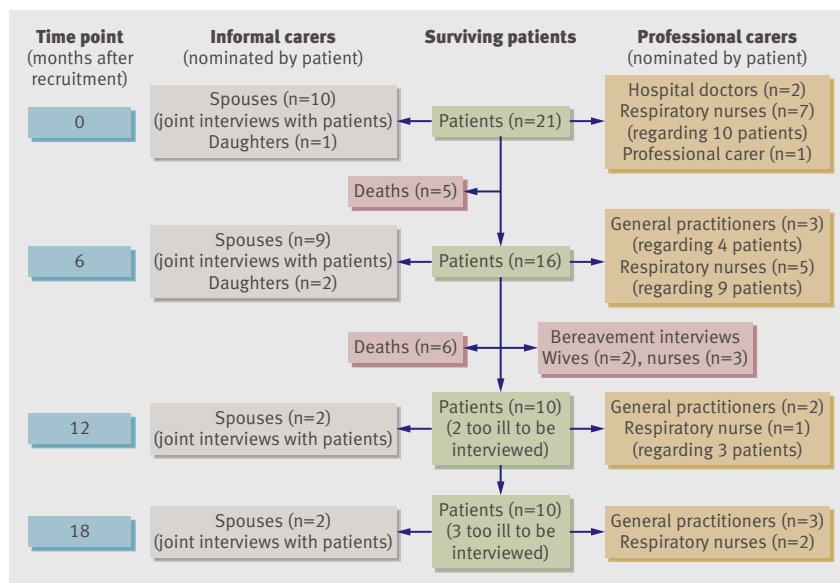 Time point
(months after
recruitment)
Informal carers
(nominated by patient)
Surviving patients
Professional carers
(nominated by patient)
0
Spouses (n=10)
(joint interviews with patients)
Daughters (n=1)
Patients (n=21)
Hospital doctors (n=2)
Respiratory nurses (n=7)
(regarding 10 patients)
Professional carer (n=1)
Deaths (n=5)
6
Spouses (n=9)
(joint interviews with patients)
Daughters (n=2)
Patients (n=16)
General practitioners (n=3)
(regarding 4 patients)
Respiratory nurses (n=5)
(regarding 9 patients)
Deaths (n=6)
Bereavement interviews
Wives (n=2), nurses (n=3)
12
Spouses (n=2)
(joint interviews with patients)
Patients (n=10)
(2 too ill to be
interviewed)
General practitioners (n=2)
Respiratory nurse (n=1)
(regarding 3 patients)
18
Spouses (n=2)
(joint interviews with patients)
Patients (n=10)
(3 too ill to be
interviewed)
General practitioners (n=3)
Respiratory nurses (n=2)